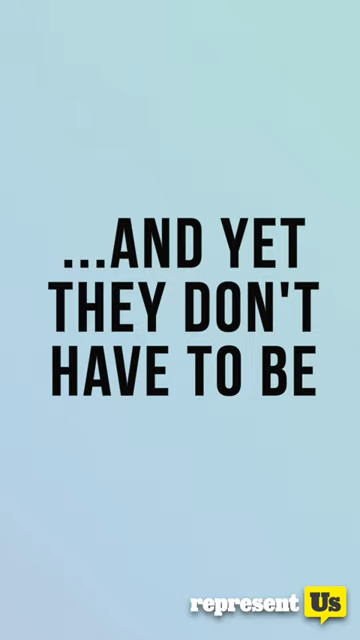 ...AND YET
THEY DON'T
HAVE TO BE
represent Us